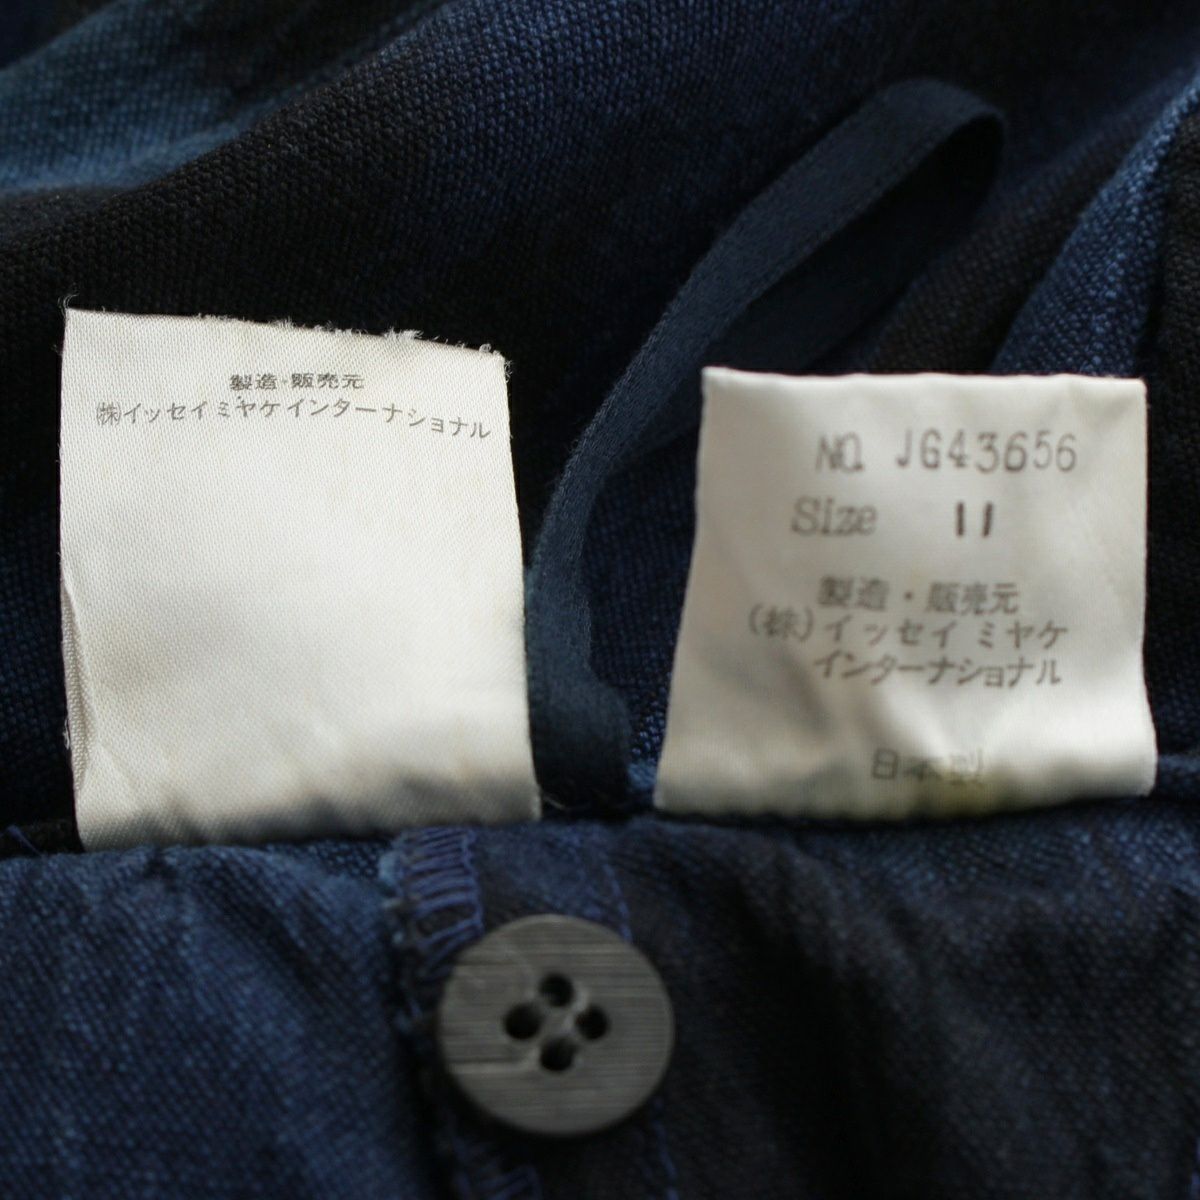 製造・販売元
㈱イッセイミヤケインターナショナル
NO. JG43656
Size 11
製造・販売元
(株)イッセイミヤケ
インターナショナル
日本製